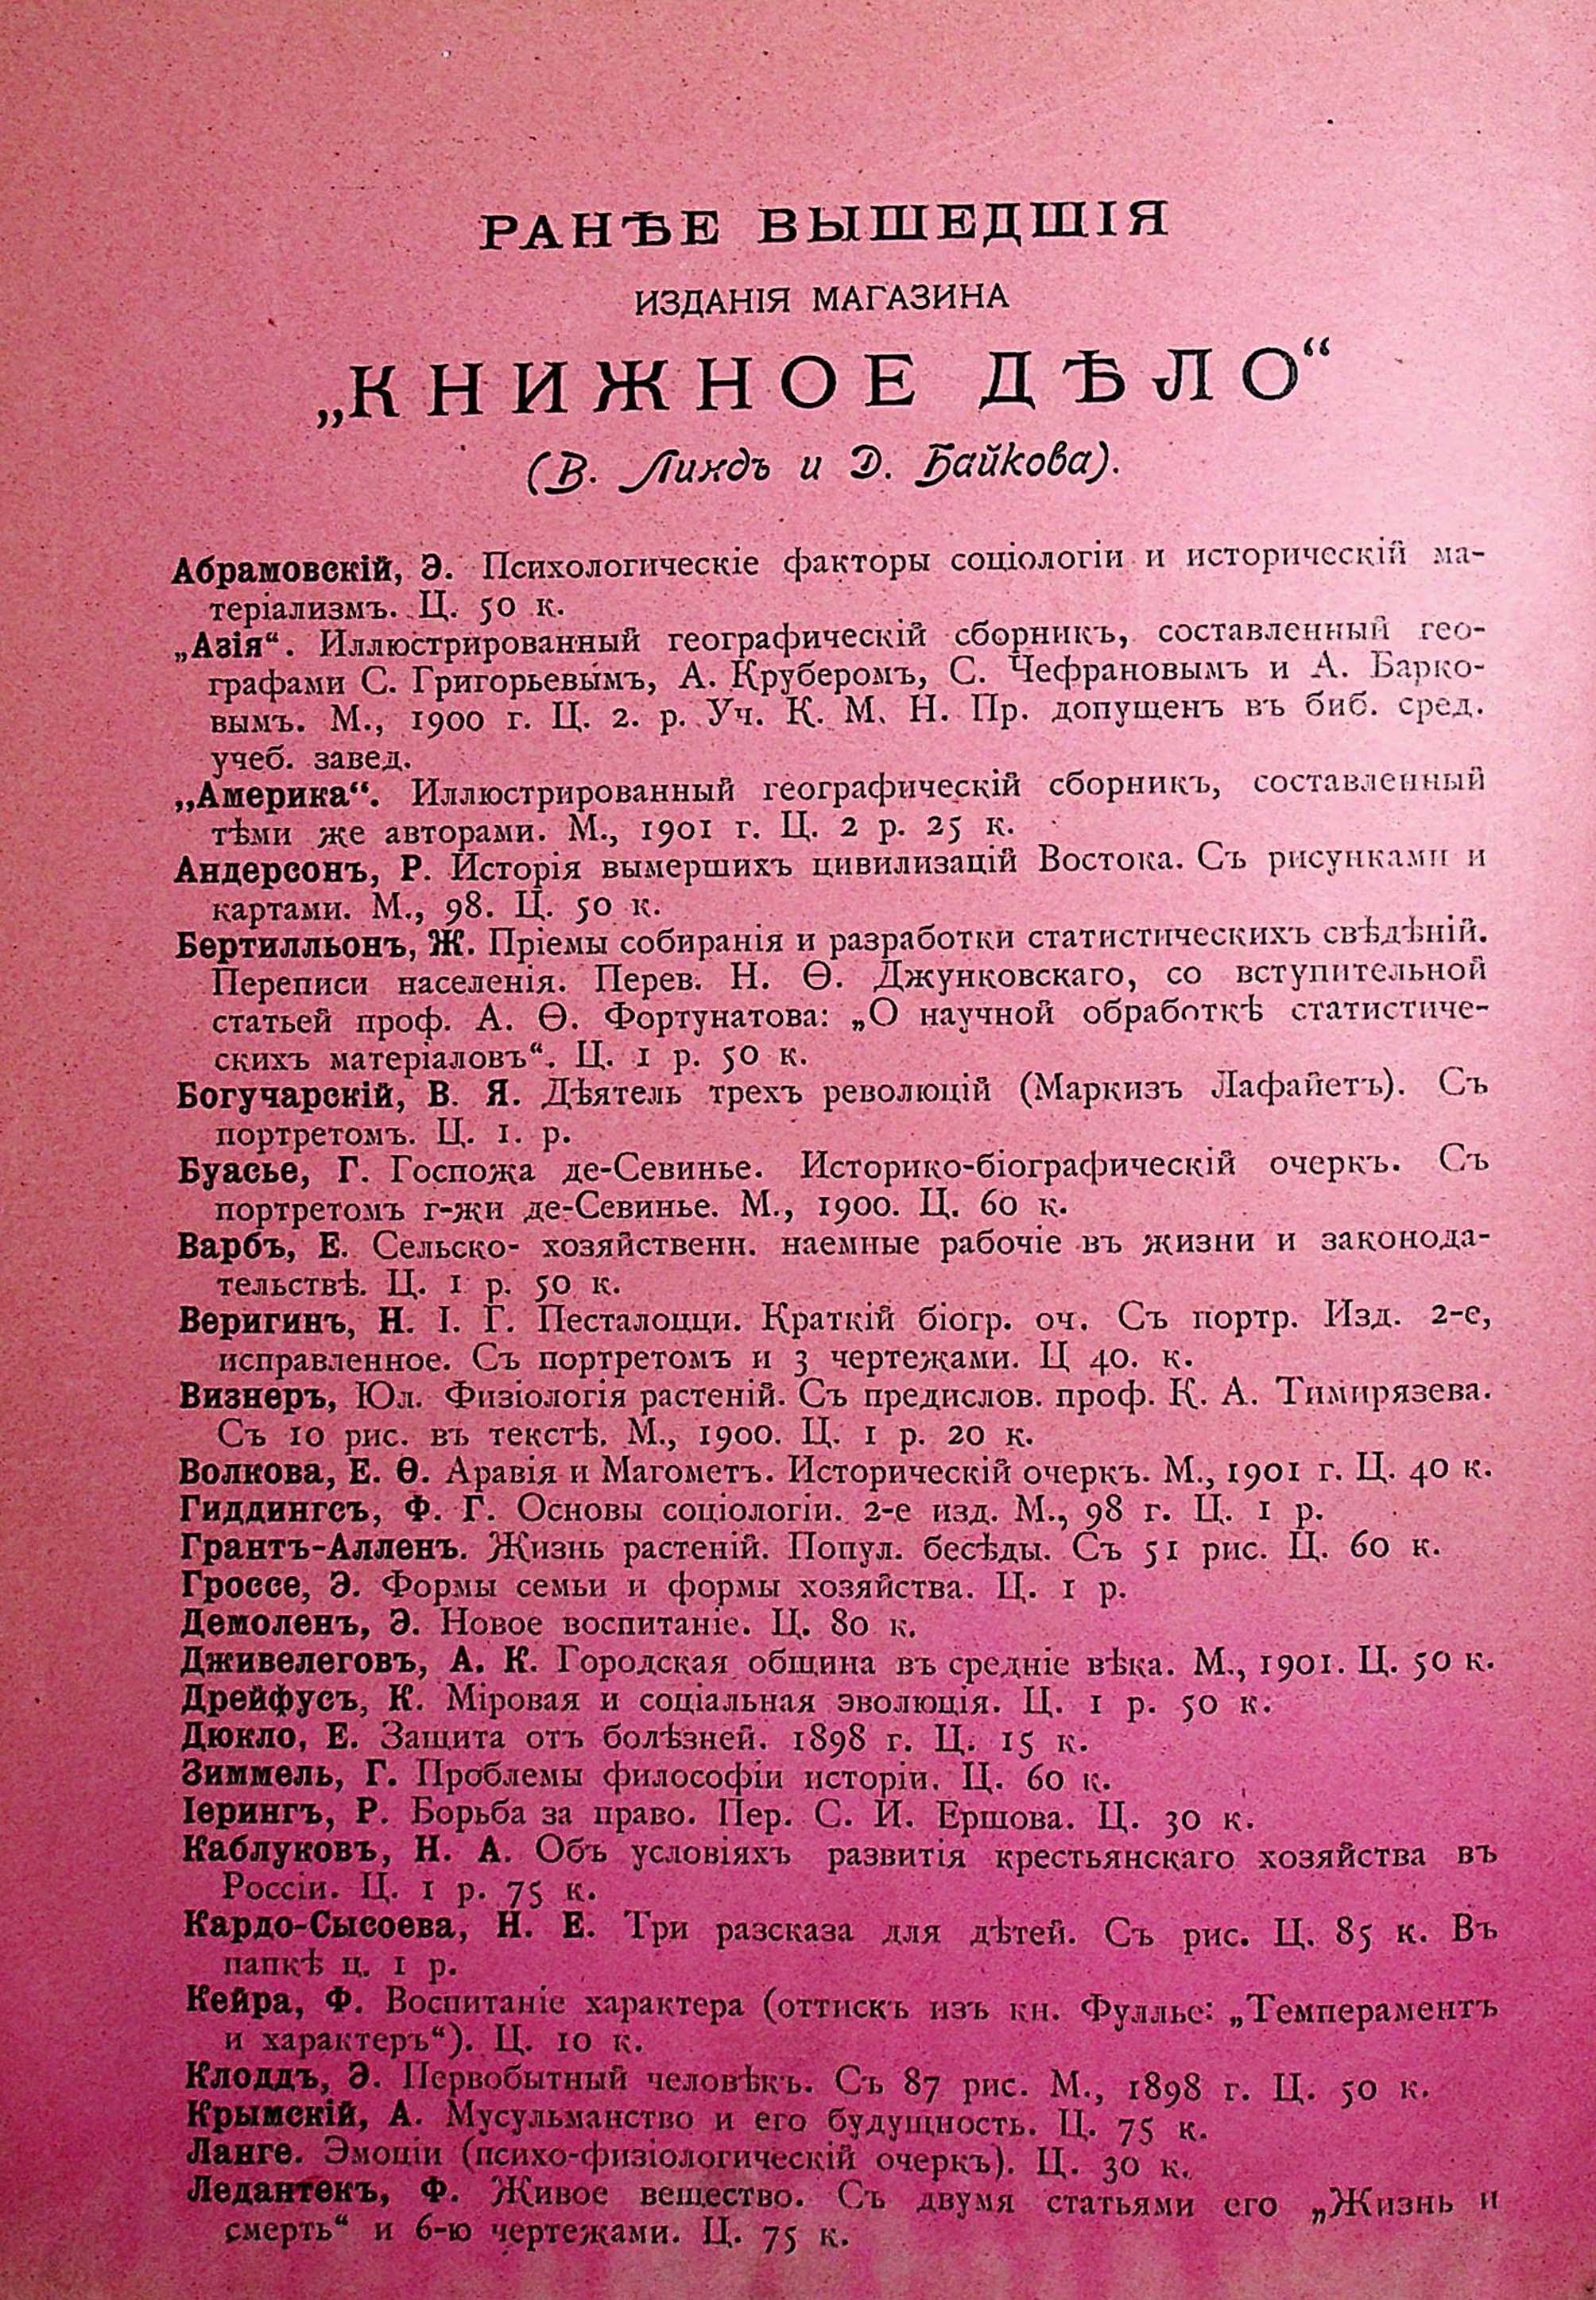 РАНѢЕ ВЫШЕДШІЯ
ИЗДАНІЯ МАГАЗИНА
„КНИЖНОЕ ДѢЛО“
(В. Линдъ и Д. Байкова).
Абрамовскій, Э. Психологическіе факторы соціологіи и историческій ма-
теріализмъ. Ц. 50 к.
„Азія“. Иллюстрированный географическій сборникъ, составленный гео-
графами С. Григорьевымъ, А. Круберомъ, С. Чефрановымъ и А. Барко-
вымъ. М., 1900 г. Ц. 2. р. Уч. К. М. Н. Пр. допущенъ въ биб. сред.
учеб. завед.
„Америка“. Иллюстрированный географическій сборникъ, составленный
тѣми же авторами. М., 1901 г. Ц. 2 р. 25 к.
Андерсонъ, Р. Исторія вымершихъ цивилизацій Востока. Съ рисунками и
картами. М., 98. Ц. 50 к.
Бертилльонъ, Ж. Пріемы собиранія и разработки статистическихъ свѣдѣній.
Переписи населенія. Перев. Н. Ѳ. Джунковскаго, со вступительной
статьей проф. А. Ѳ. Фортунатова: „О научной обработкѣ статистиче-
скихъ матеріаловъ“. Ц. 1 р. 50 к.
Богучарскій, В. Я. Дѣятель трехъ революцій (Маркизъ Лафайетъ). Съ
портретомъ. Ц. 1. р.
Буасье, Г. Госпожа де-Севинье. Историко-біографическій очеркъ. Съ
портретомъ г-жи де-Севинье. М., 1900. Ц. 60 к.
Варбъ, Е. Сельско- хозяйственн. наемные рабочіе въ жизни и законода-
тельствѣ. Ц. 1 р. 50 к.
Веригинъ, Н. І. Г. Песталоцци. Краткій біогр. оч. Съ портр. Изд. 2-е,
исправленное. Съ портретомъ и 3 чертежами. Ц 40. к.
Визнеръ, Юл. Физіологія растеній. Съ предислов. проф. К. А. Тимирязева.
Съ 10 рис. въ текстѣ. М., 1900. Ц. 1 р. 20 к.
Волкова, Е. Ѳ. Аравія и Магометъ. Историческій очеркъ. М., 1901 г. Ц. 40 к.
Гиддингсъ, Ф. Г. Основы соціологіи. 2-е изд. М., 98 г. Ц. 1 р.
Грантъ-Алленъ. Жизнь растеній. Попул. бесѣды. Съ 51 рис. Ц. 60 к.
Гроссе, Э. Формы семьи и формы хозяйства. Ц. 1 р.
Демоленъ, Э. Новое воспитаніе. Ц. 80 к.
Дживелеговъ, А. К. Городская община въ средніе вѣка. М., 1901. Ц. 50 к.
Дрейфусъ, К. Міровая и соціальная эволюція. Ц. 1 р. 50 к.
Дюкло, Е. Защита отъ болѣзней. 1898 г. Ц. 15 к.
Зиммель, Г. Проблемы философіи исторіи. Ц. 60 к.
Іерингъ, Р. Борьба за право. Пер. С. И. Ершова. Ц. 30 к.
Каблуковъ, Н. А. Объ условіяхъ развитія крестьянскаго хозяйства въ
Россіи. Ц. 1 р. 75 к.
Кардо-Сысоева, Н. Е. Три разсказа для дѣтей. Съ рис. Ц. 85 к. Въ
папкѣ ц. 1 р.
Кейра, Ф. Воспитаніе характера (оттискъ изъ кн. Фуллье: „Темпераментъ
и характеръ“). Ц. 10 к.
Клоддъ, Э. Первобытный человѣкъ. Съ 87 рис. М., 1898 г. Ц. 50 к.
Крымскій, А. Мусульманство и его будущность. Ц. 75 к.
Ланге. Эмоціи (психо-физіологическій очеркъ). Ц. 30 к.
Ледантекъ, Ф. Живое вещество. Съ двумя статьями его „Жизнь и
смерть“ и 6-ю чертежами. Ц. 75 к.